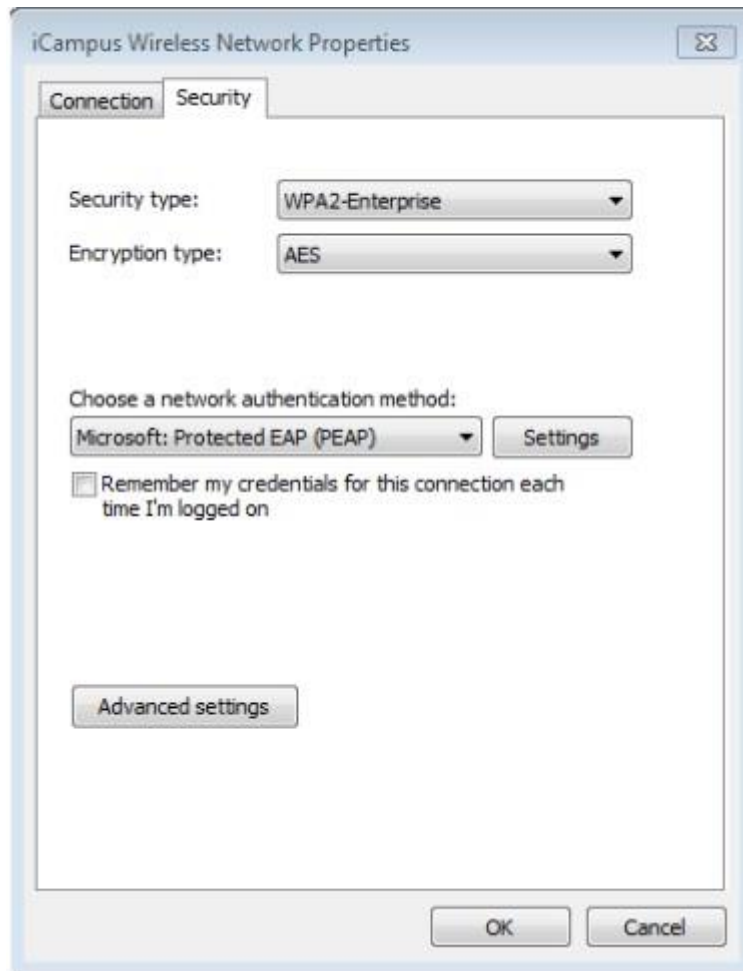 iCampus Wireless Network Properties
Connection Security
Security type: WPA2-Enterprise
Encryption type: AES
Choose a network authentication method:
Microsoft: Protected EAP (PEAP) Settings
Remember my credentials for this connection each
time I'm logged on
Advanced settings
OK Cancel